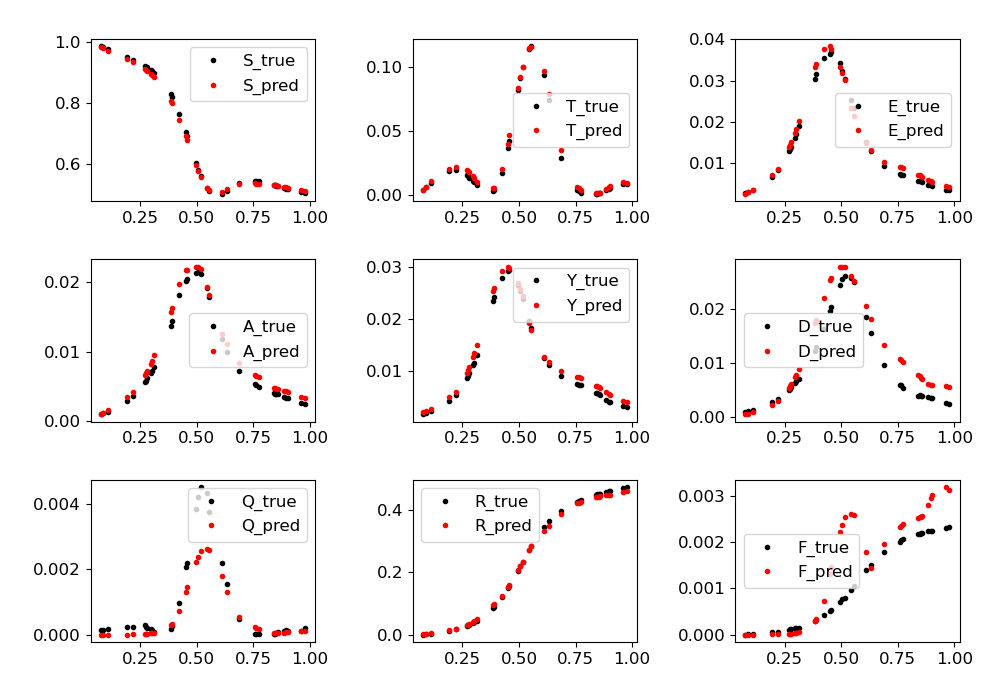 1.0
0.8
0.6
S_true
S_pred
0.25 0.50 0.75 1.00
0.10
0.05
0.00
T_true
T_pred
0.25 0.50 0.75 1.00
0.04
0.03
0.02
0.01
E_true
E_pred
0.25 0.50 0.75 1.00
0.02
0.01
0.00
A_true
A_pred
0.25 0.50 0.75 1.00
0.03
0.02
0.01
Y_true
Y_pred
0.25 0.50 0.75 1.00
0.02
0.01
0.00
D_true
D_pred
0.25 0.50 0.75 1.00
0.004
0.002
0.000
Q_true
Q_pred
0.25 0.50 0.75 1.00
0.4
0.2
0.0
R_true
R_pred
0.25 0.50 0.75 1.00
0.003
0.002
0.001
0.000
F_true
F_pred
0.25 0.50 0.75 1.00